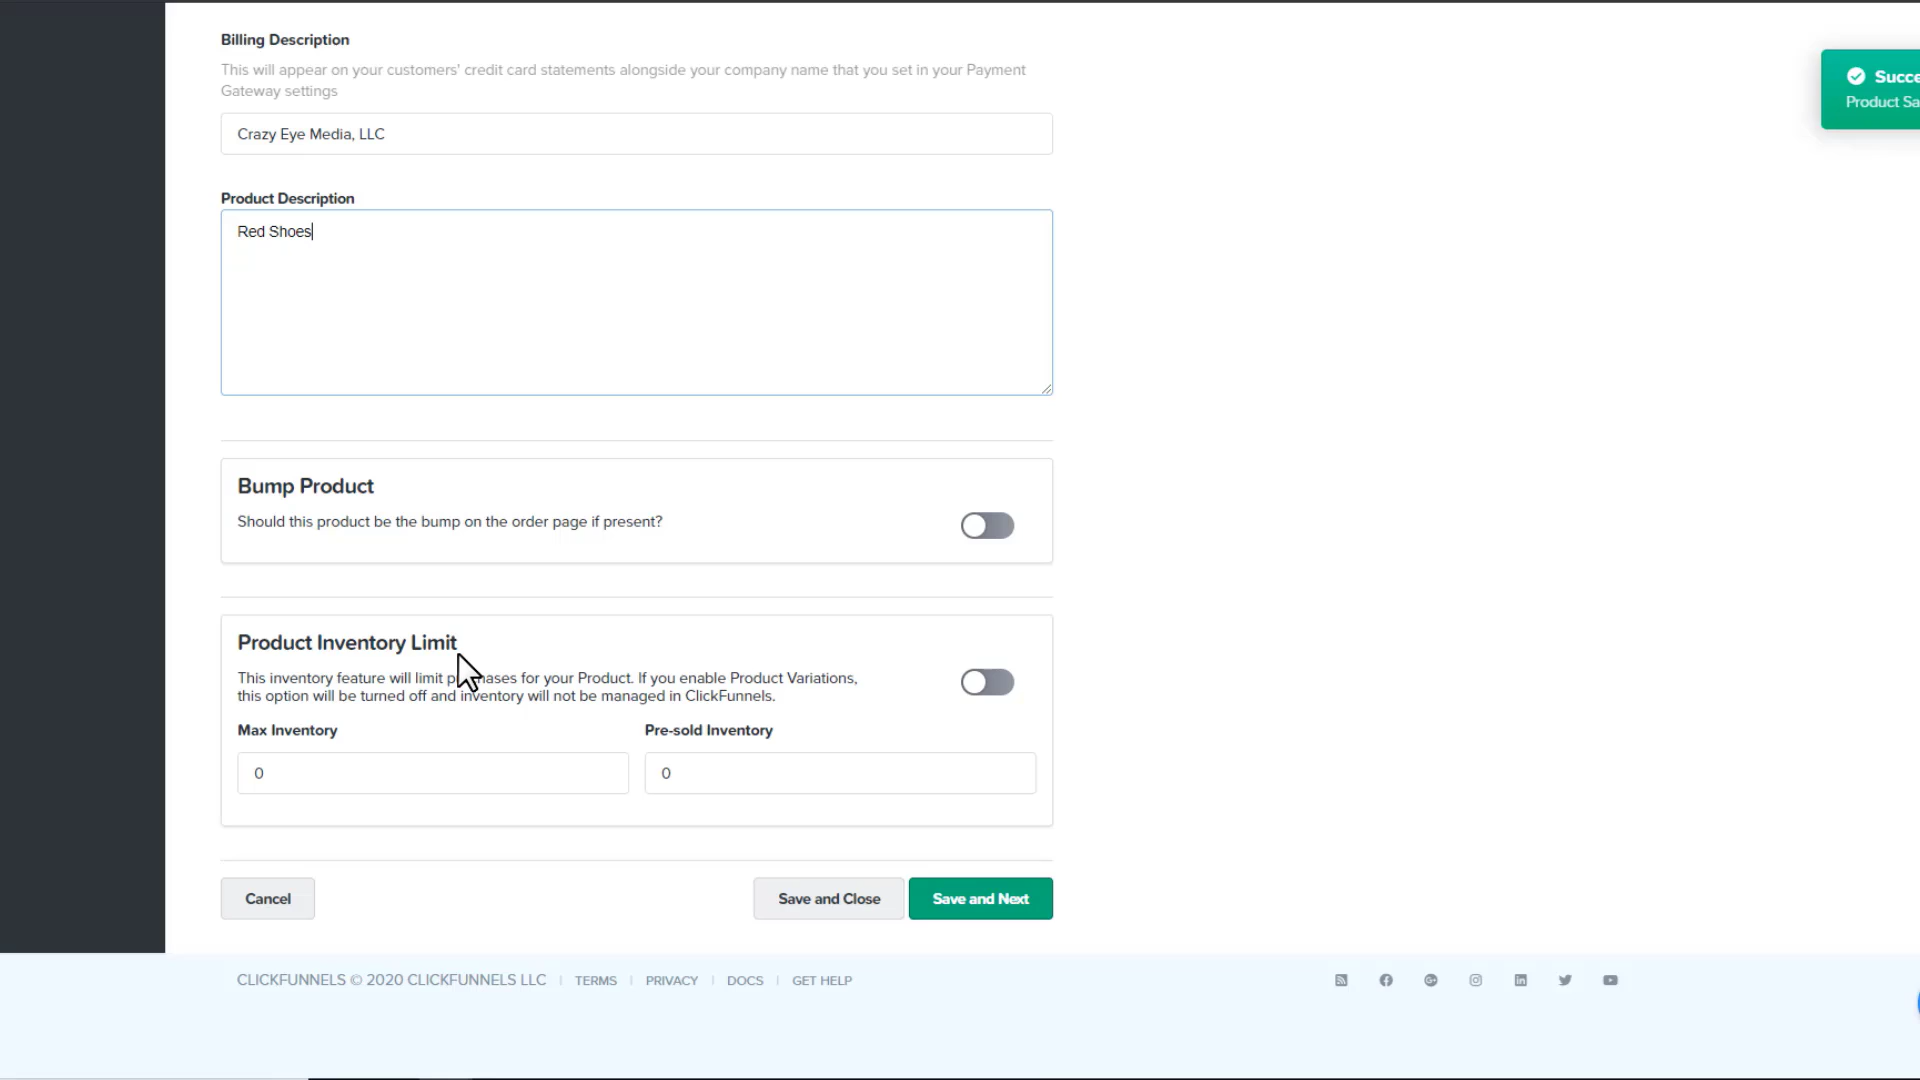 Billing Description
This will appear on your customers' credit card statements alongside your company name that you set in your Payment
Gateway settings
Crazy Eye Media, LLC
Succe
Product Sa
Product Description
Red Shoes
Bump Product
Should this product be the bump on the order page if present?
Product Inventory Limit
This inventory feature will limit purchases for your Product. If you enable Product Variations,
this option will be turned off and inventory will not be managed in ClickFunnels.
Max Inventory
Pre-sold Inventory
0
0
Cancel
Save and Close
Save and Next
CLICKFUNNELS © 2020 CLICKFUNNELS LLC | TERMS | PRIVACY | DOCS | GET HELP